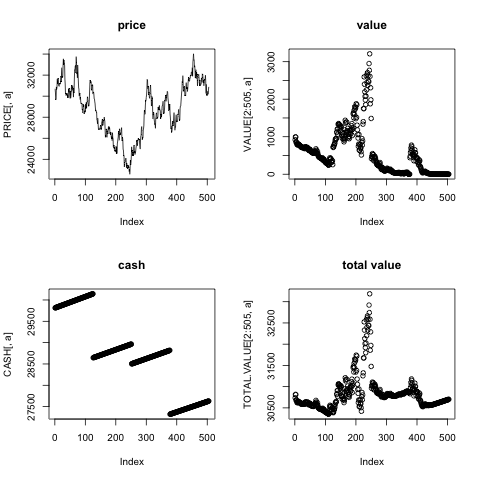 price
PRICE[, a]
24000 28000 32000
0 100 200 300 400 500
Index
value
VALUE[2:505, a]
0 1000 2000 3000
0 100 200 300 400 500
Index
cash
CASH[, a]
27500 28500 29500
0 100 200 300 400 500
Index
total value
TOTAL.VALUE[2:505, a]
30500 31500 32500
0 100 200 300 400 500
Index